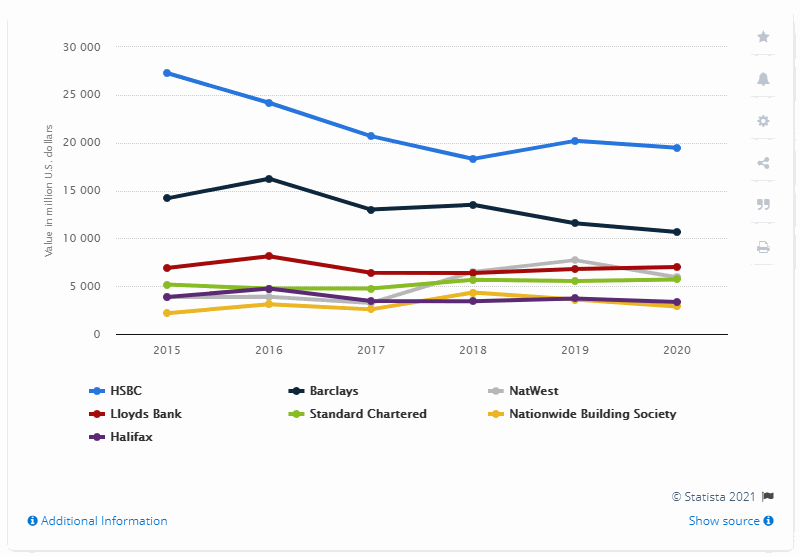 30 000
25 000
20 000
15 000
10 000
5 000
0
Value in million U.S. dollars
2015 2016 2017 2018 2019 2020
HSBC Barclays NatWest
Lloyds Bank Standard Chartered Nationwide Building Society
Halifax
© Statista 2021
Additional Information Show source